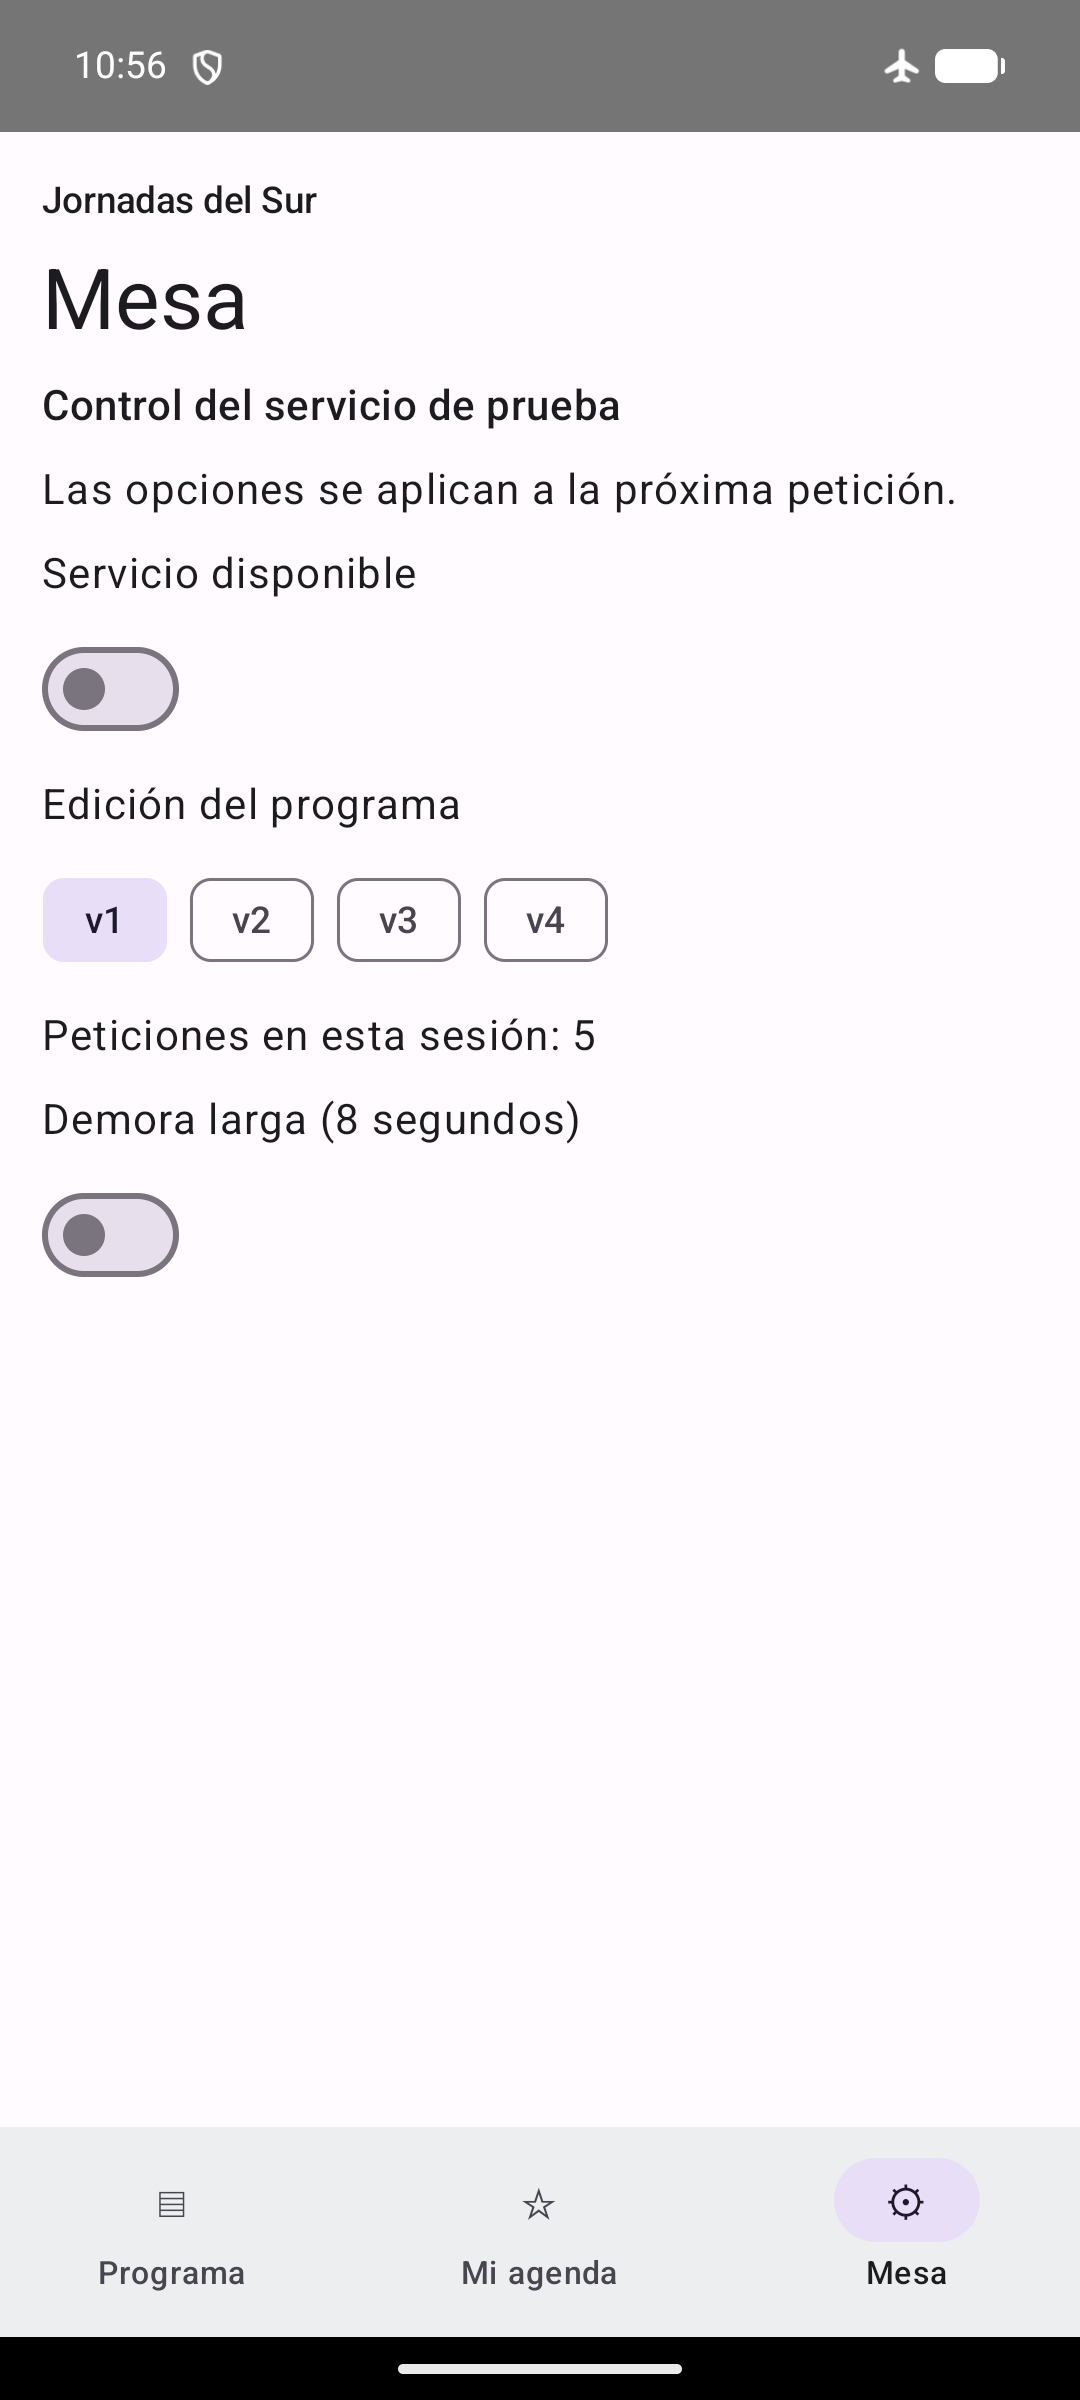 10:56
Jornadas del Sur
Mesa
Control del servicio de prueba
Las opciones se aplican a la próxima petición.
Servicio disponible
Edición del programa
v1 v2 v3 v4
Peticiones en esta sesión: 5
Demora larga (8 segundos)
Programa Mi agenda Mesa